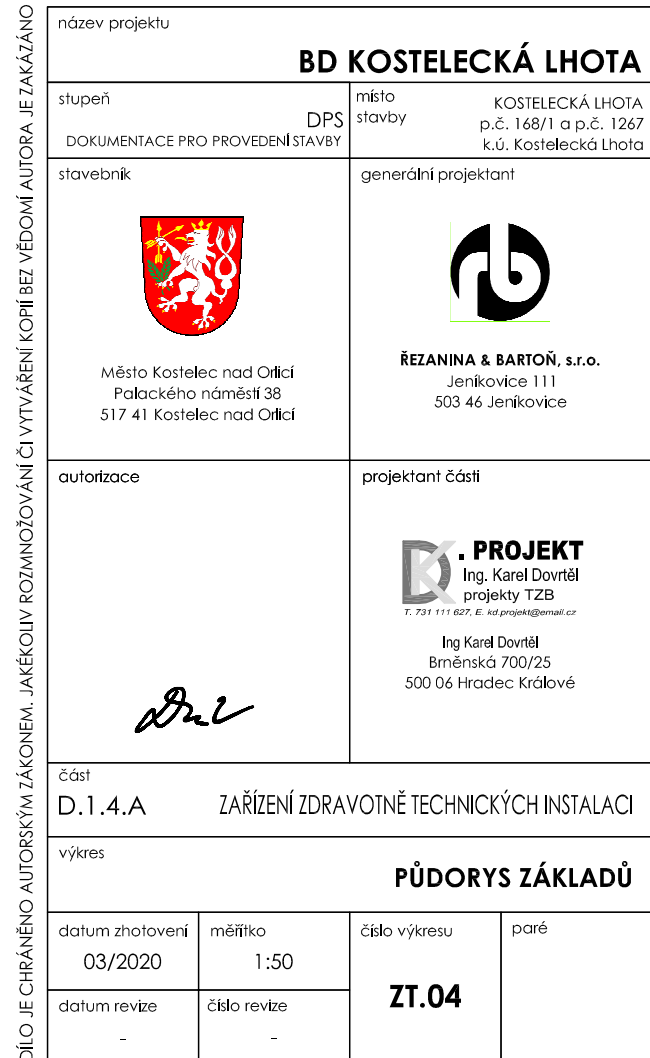 název projektu
BD KOSTELECKÁ LHOTA
stupeň
DPS
DOKUMENTACE PRO PROVEDENÍ STAVBY
místo
stavby
KOSTELECKÁ LHOTA
p.č. 168/1 a p.č. 1267
k.ú. Kostelecká Lhota
stavebník
Město Kostelec nad Orlicí
Palackého náměstí 38
517 41 Kostelec nad Orlicí
generální projektant
rb
ŘEZANINA & BARTOŇ, s.r.o.
Jeníkovice 111
503 46 Jeníkovice
autorizace
projektant části
DK. PROJEKT
Ing. Karel Dovrtěl
projekty TZB
T. 731 111 627, E. kd.projekt@email.cz
Ing Karel Dovrtěl
Brněnská 700/25
500 06 Hradec Králové
část
D.1.4.A ZAŘÍZENÍ ZDRAVOTNĚ TECHNICKÝCH INSTALACI
výkres
PŮDORYS ZÁKLADŮ
datum zhotovení
03/2020
měřítko
1:50
číslo výkresu
ZT.04
paré
datum revize
-
číslo revize
-
DÍLO JE CHRÁNĚNO AUTORSKÝM ZÁKONEM. JAKÉKOLIV ROZMNOŽOVÁNÍ ČI VYTVÁŘENÍ KOPIÍ BEZ VĚDOMÍ AUTORA JE ZAKÁZÁNO